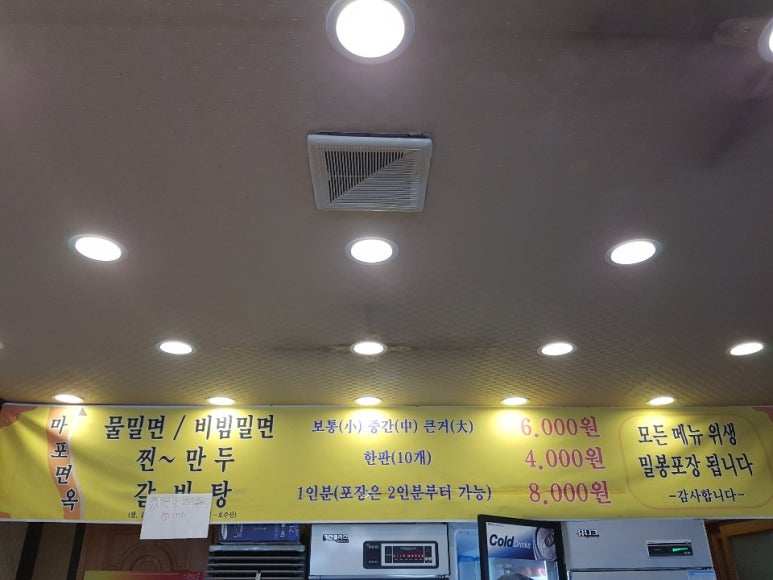 마포면옥
물밀면 / 비빔밀면 보통(小) 중간(中) 큰거(大) 6.000원
찐~만두 한판(10개) 4.000원
갈비탕 1인분(포장은 2인분부터 가능) 8.000원
모든 메뉴 위생
밀봉포장 됩니다
-감사합니다-
Cold Drinks